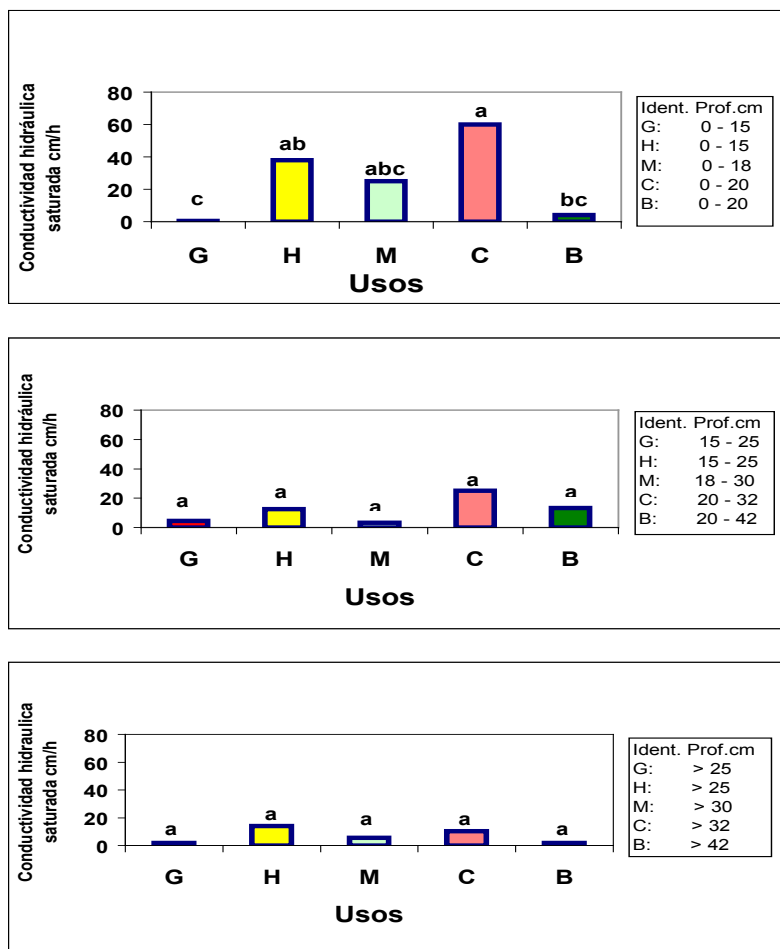 Conductividad hidráulica
saturada cm/h
80
60
40
20
0
c
ab
abc
a
bc
G H M C B
Usos
Ident. Prof.cm
G: 0 - 15
H: 0 - 15
M: 0 - 18
C: 0 - 20
B: 0 - 20
Conductividad hidráulica
saturada cm/h
80
60
40
20
0
a a a a a
G H M C B
Usos
Ident. Prof.cm
G: 15 - 25
H: 15 - 25
M: 18 - 30
C: 20 - 32
B: 20 - 42
Conductividad hidraulica
saturada cm/h
80
60
40
20
0
a a a a a
G H M C B
Usos
Ident. Prof.cm
G: > 25
H: > 25
M: > 30
C: > 32
B: > 42